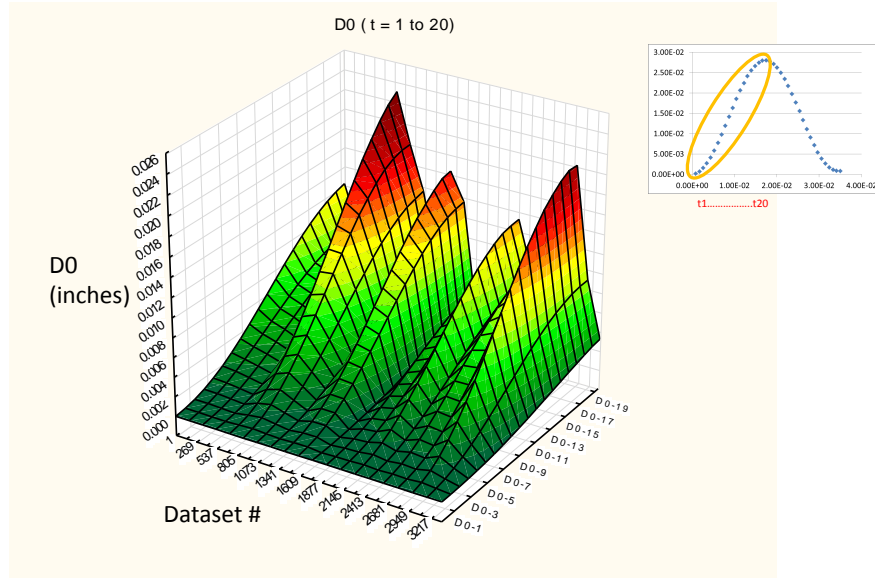 D0 ( t = 1 to 20)
3.00E-02
2.50E-02
2.00E-02
1.50E-02
1.00E-02
5.00E-03
0.00E+00
0.00E+00 1.00E-02 2.00E-02 3.00E-02 4.00E-02
t1................t20
0.026
0.024
0.022
0.020
0.018
0.016
0.014
0.012
0.010
0.008
0.006
0.004
0.002
0.000
D0
(inches)
1
269
537
805
1073
1341
1609
1877
2145
2413
2681
2949
3217
Dataset #
D0-19
D0-17
D0-15
D0-13
D0-11
D0-9
D0-7
D0-5
D0-3
D0-1